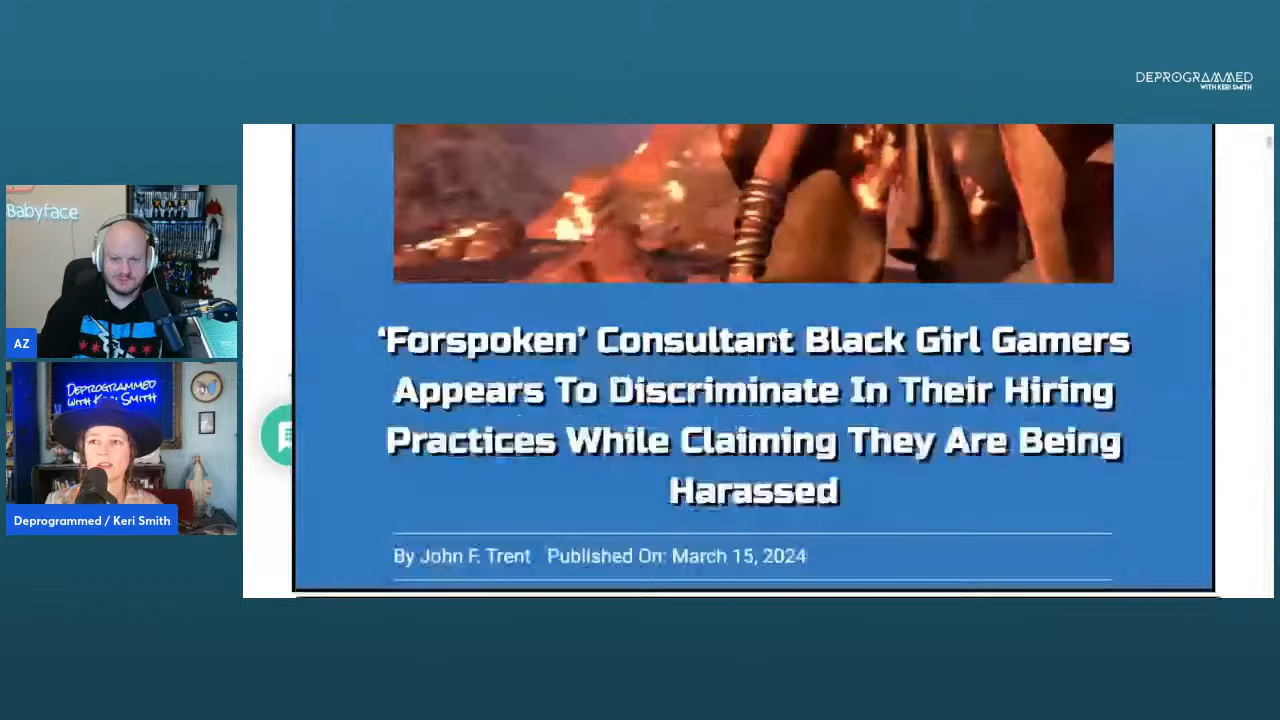 DEPROGRAMMED
WITH KERI SMITH
Babyface
AZ
DEPROGRAMMED
WITH KERI SMITH
Deprogrammed / Keri Smith
‘Forspoken’ Consultant Black Girl Gamers
Appears To Discriminate In Their Hiring
Practices While Claiming They Are Being
Harassed
By John F. Trent Published On: March 15, 2024